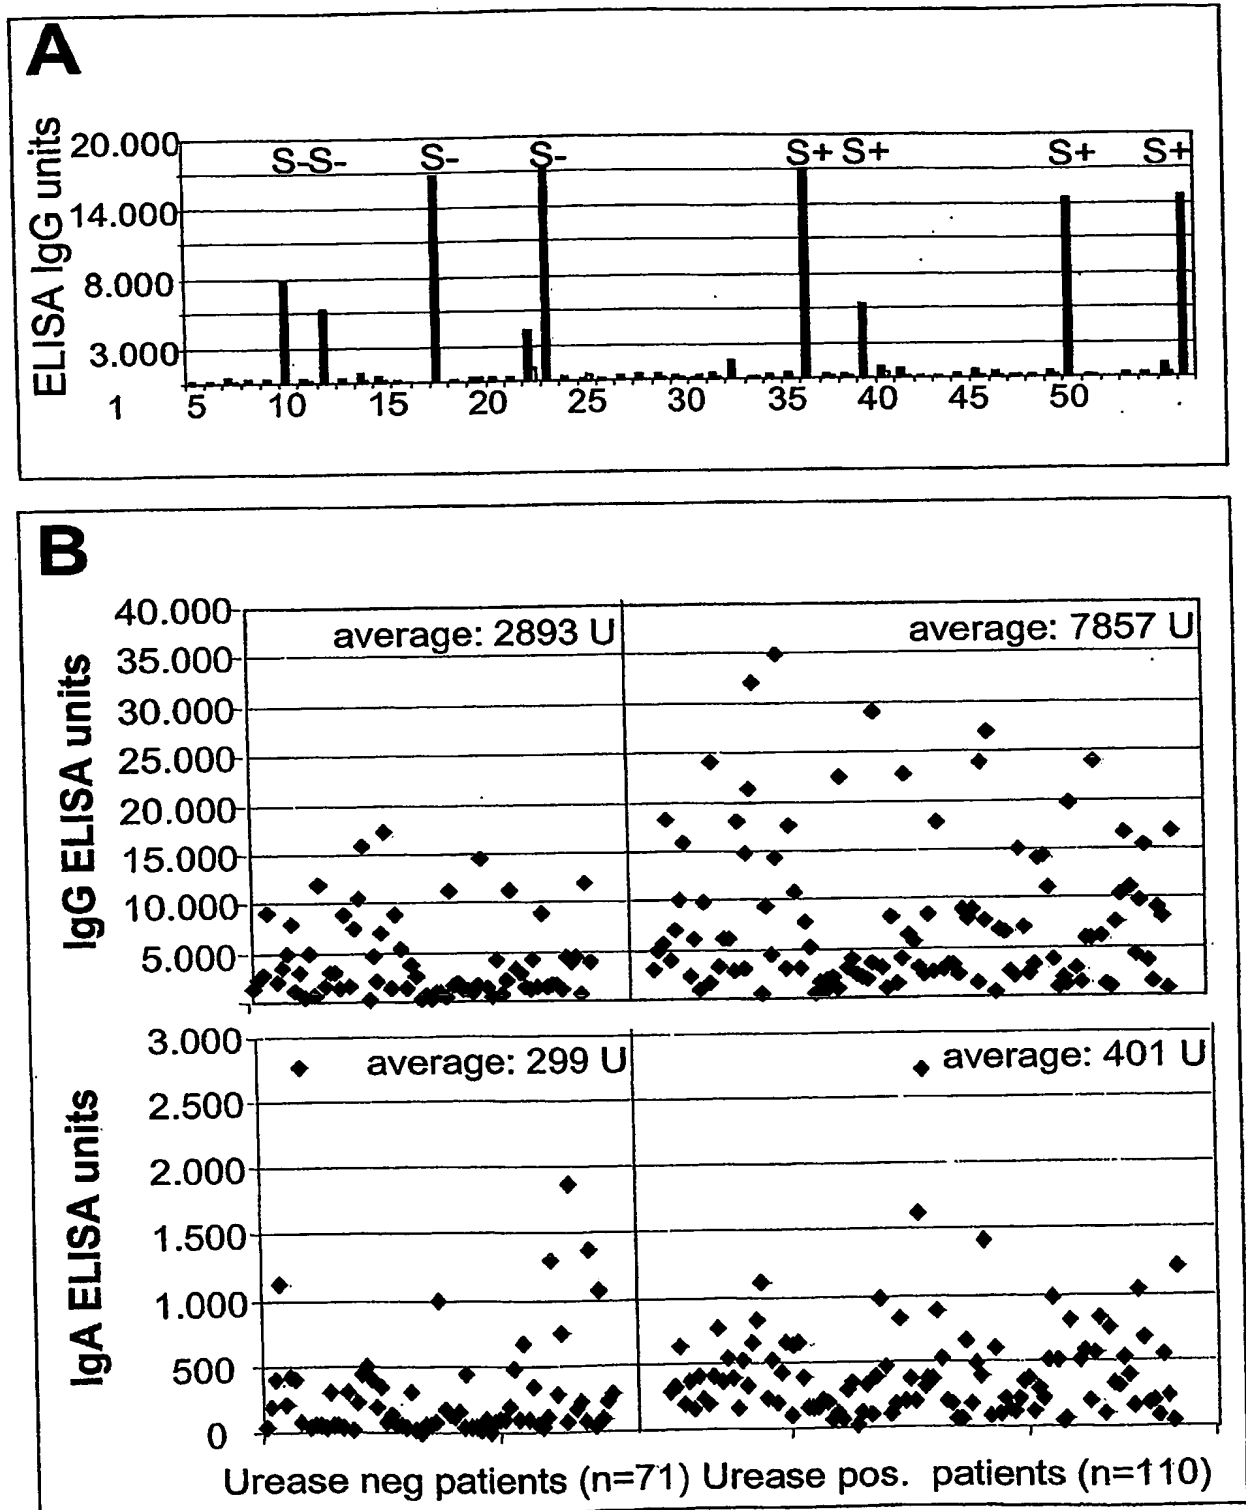 A
ELISA IgG units
20.000
14.000
8.000
3.000
S-S- S- S- S+ S+ S+ S+
1 5 10 15 20 25 30 35 40 45 50
B
IgG ELISA units
40.000
35.000
30.000
25.000
20.000
15.000
10.000
5.000
average: 2893 U average: 7857 U
IgA ELISA units
3.000
2.500
2.000
1.500
1.000
500
0
average: 299 U average: 401 U
Urease neg patients (n=71) Urease pos. patients (n=110)